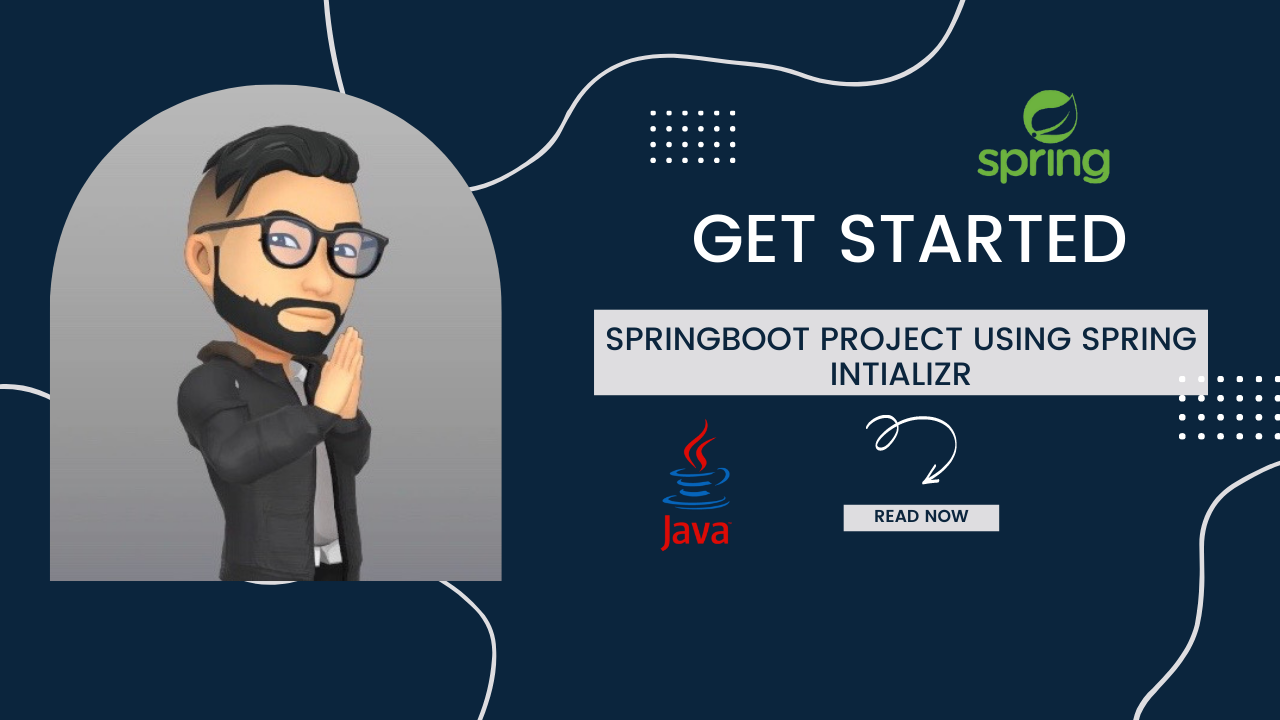 spring
GET STARTED
SPRINGBOOT PROJECT USING SPRING
INTIALIZR
Java
READ NOW